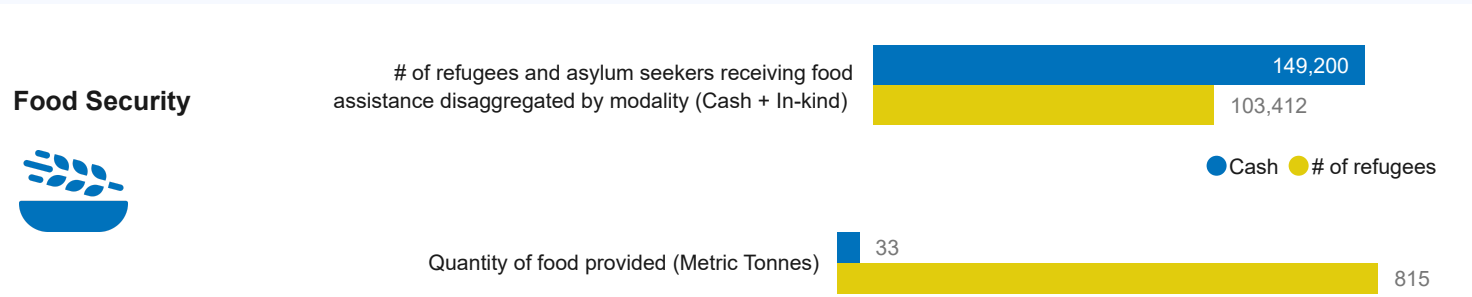 Food Security
# of refugees and asylum seekers receiving food
assistance disaggregated by modality (Cash + In-kind)
149,200
103,412
Cash # of refugees
Quantity of food provided (Metric Tonnes)
33
815